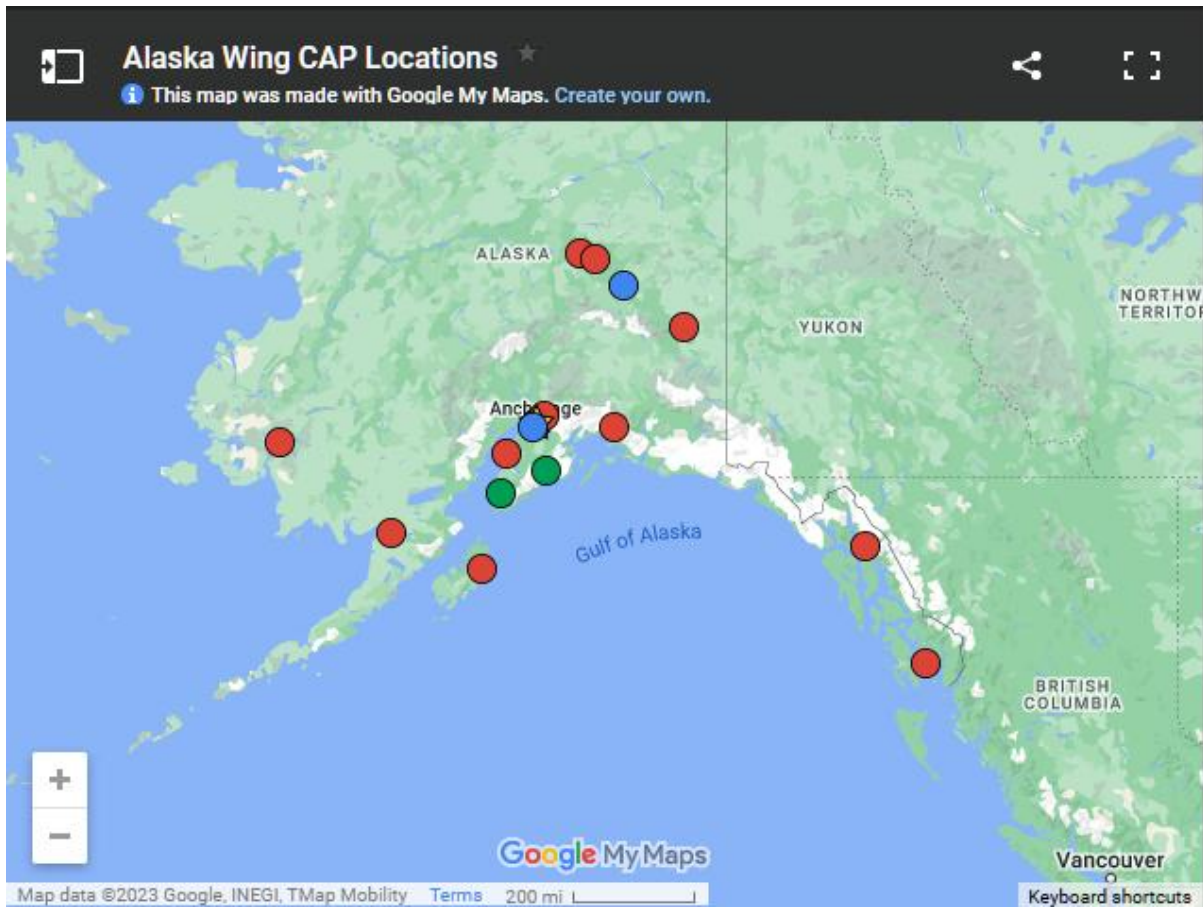 Alaska Wing CAP Locations
This map was made with Google My Maps. Create your own.
ALASKA
NORTHW
TERRITOR
YUKON
Anchorage
Gulf of Alaska
BRITISH
COLUMBIA
+
−
Google My Maps
Vancouver
Map data ©2023 Google, INEGI, TMap Mobility Terms 200 mi Keyboard shortcuts